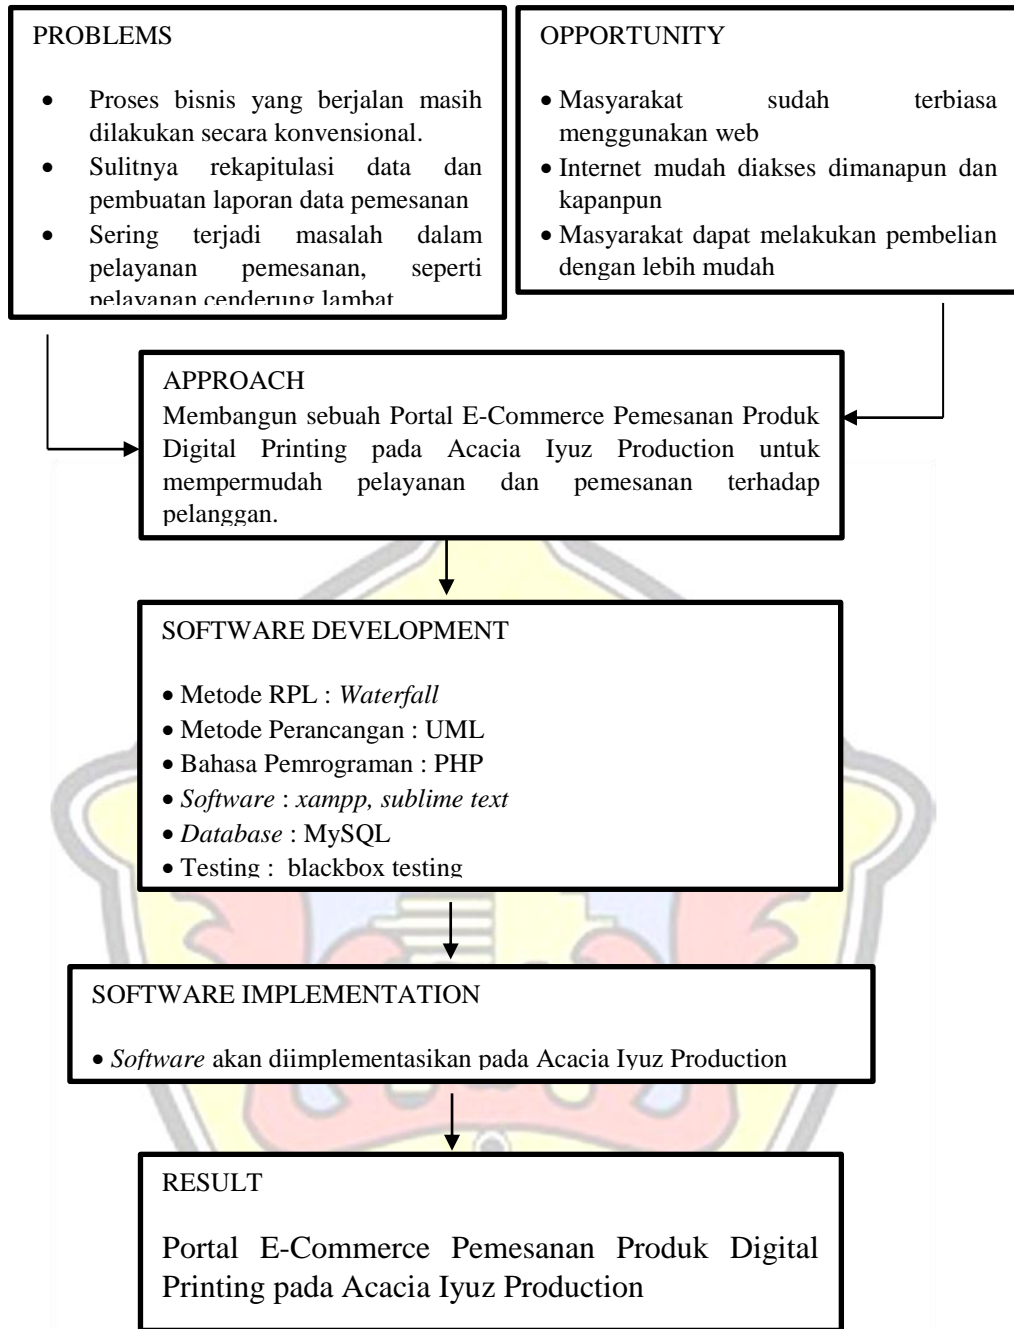 PROBLEMS
• Proses bisnis yang berjalan masih
dilakukan secara konvensional.
• Sulitnya rekapitulasi data dan
pembuatan laporan data pemesanan
• Sering terjadi masalah dalam
pelayanan pemesanan, seperti
pelayanan cenderung lambat
OPPORTUNITY
• Masyarakat sudah terbiasa
menggunakan web
• Internet mudah diakses dimanapun dan
kapanpun
• Masyarakat dapat melakukan pembelian
dengan lebih mudah
APPROACH
Membangun sebuah Portal E-Commerce Pemesanan Produk
Digital Printing pada Acacia Iyuz Production untuk
mempermudah pelayanan dan pemesanan terhadap
pelanggan.
SOFTWARE DEVELOPMENT
• Metode RPL : Waterfall
• Metode Perancangan : UML
• Bahasa Pemrograman : PHP
• Software : xampp, sublime text
• Database : MySQL
• Testing : blackbox testing
SOFTWARE IMPLEMENTATION
• Software akan diimplementasikan pada Acacia Iyuz Production
RESULT
Portal E-Commerce Pemesanan Produk Digital
Printing pada Acacia Iyuz Production